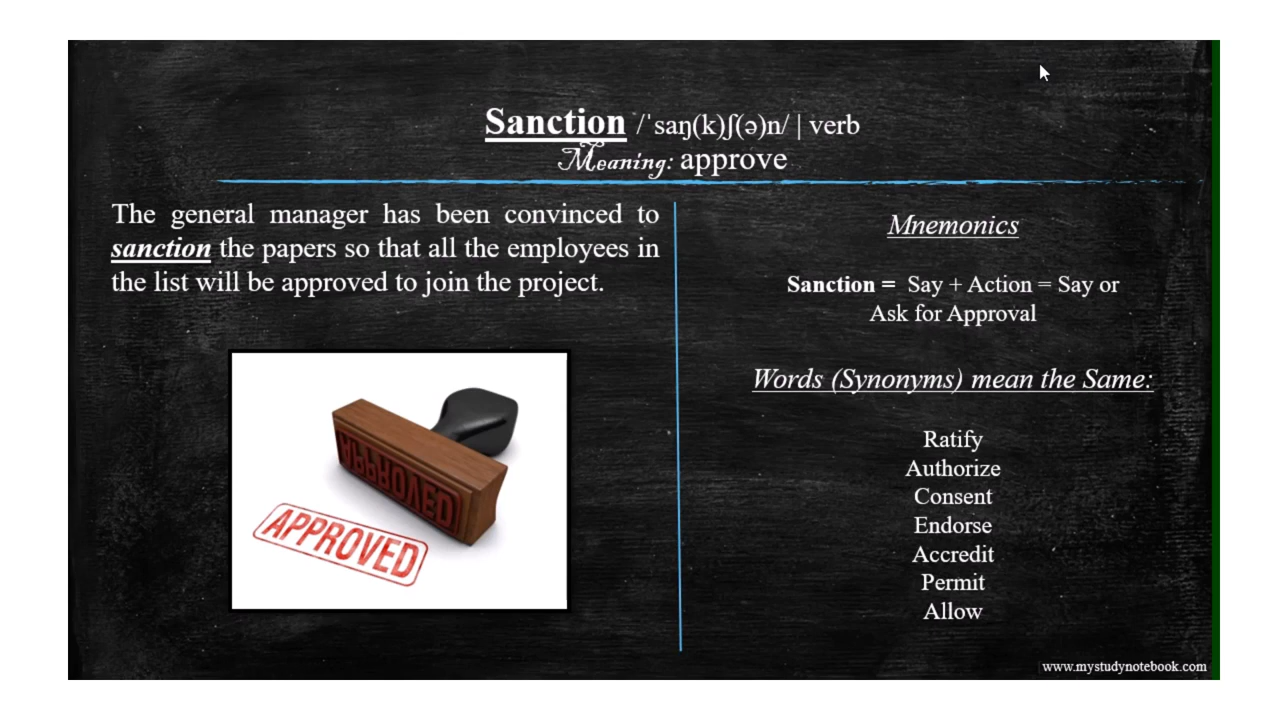 Sanction /ˈsaŋ(k)ʃ(ə)n/ | verb
Meaning: approve
The general manager has been convinced to
sanction the papers so that all the employees in
the list will be approved to join the project.
APPROVED
APPROVED
Mnemonics
Sanction = Say + Action = Say or
Ask for Approval
Words (Synonyms) mean the Same:
Ratify
Authorize
Consent
Endorse
Accredit
Permit
Allow
www.mystudynotebook.com